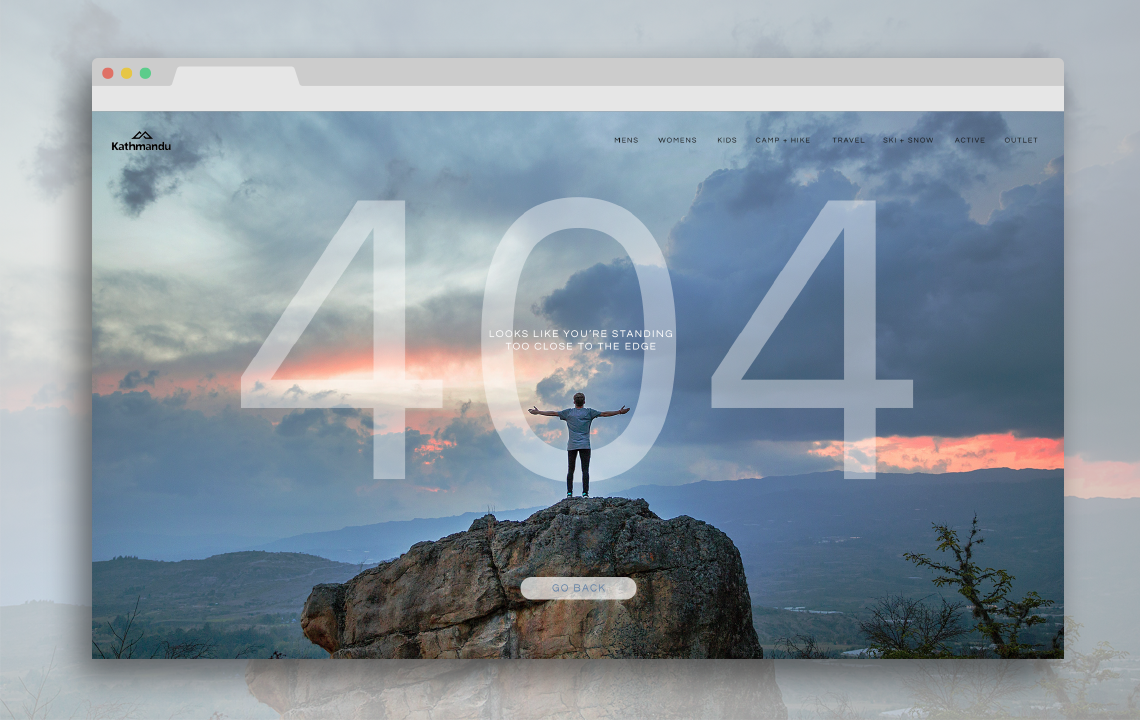 Kathmandu
MENS WOMENS KIDS CAMP + HIKE TRAVEL SKI + SNOW ACTIVE OUTLET
404
LOOKS LIKE YOU'RE STANDING
TOO CLOSE TO THE EDGE
GO BACK